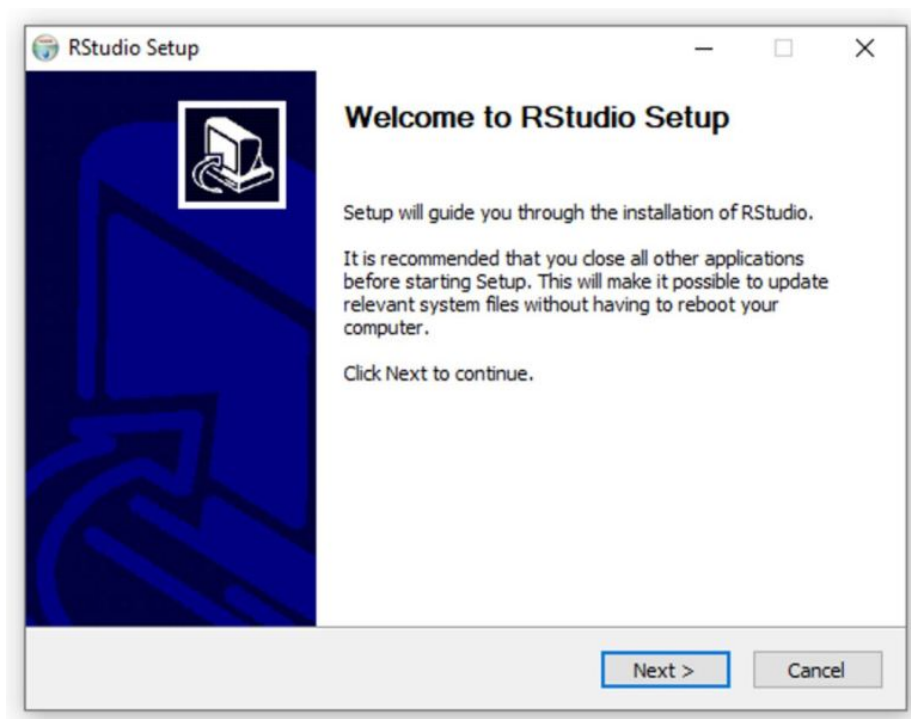 RStudio Setup
Welcome to RStudio Setup
Setup will guide you through the installation of RStudio.
It is recommended that you close all other applications
before starting Setup. This will make it possible to update
relevant system files without having to reboot your
computer.
Click Next to continue.
Next >
Cancel